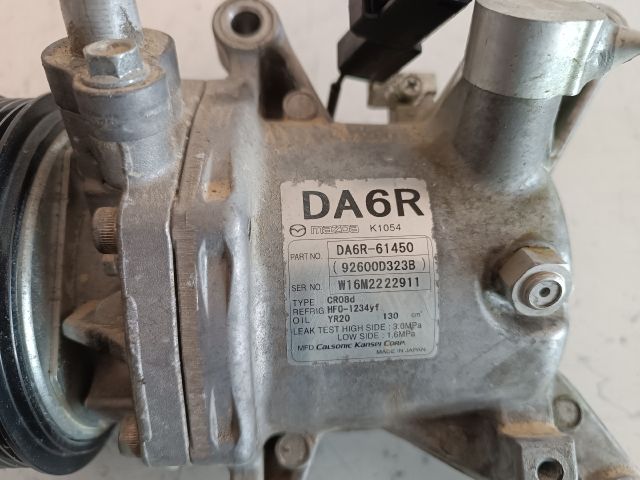 DA6R
mazda K1054
PART NO. DA6R-61450
(92600D323B)
SER NO. W16M2222911
TYPE CR08d
REFRIG HFO-1234yf
OIL YR20 130 cm³
LEAK TEST HIGH SIDE : 3.0MPa
LOW SIDE : 1.6MPa
MFD Calsonic Kansei Corp.
MADE IN JAPAN